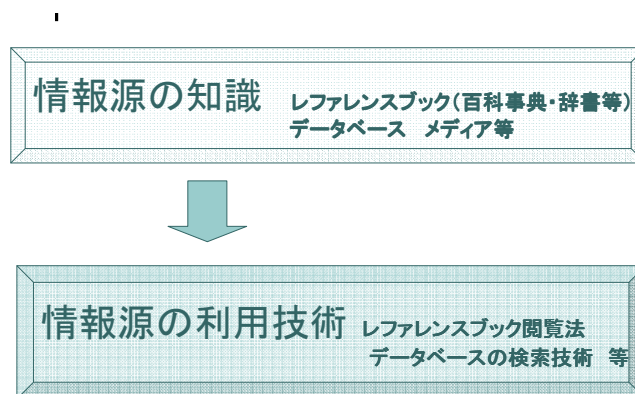 情報源の知識 レファレンスブック(百科事典・辞書等)
データベース メディア等
情報源の利用技術 レファレンスブック閲覧法
データベースの検索技術 等